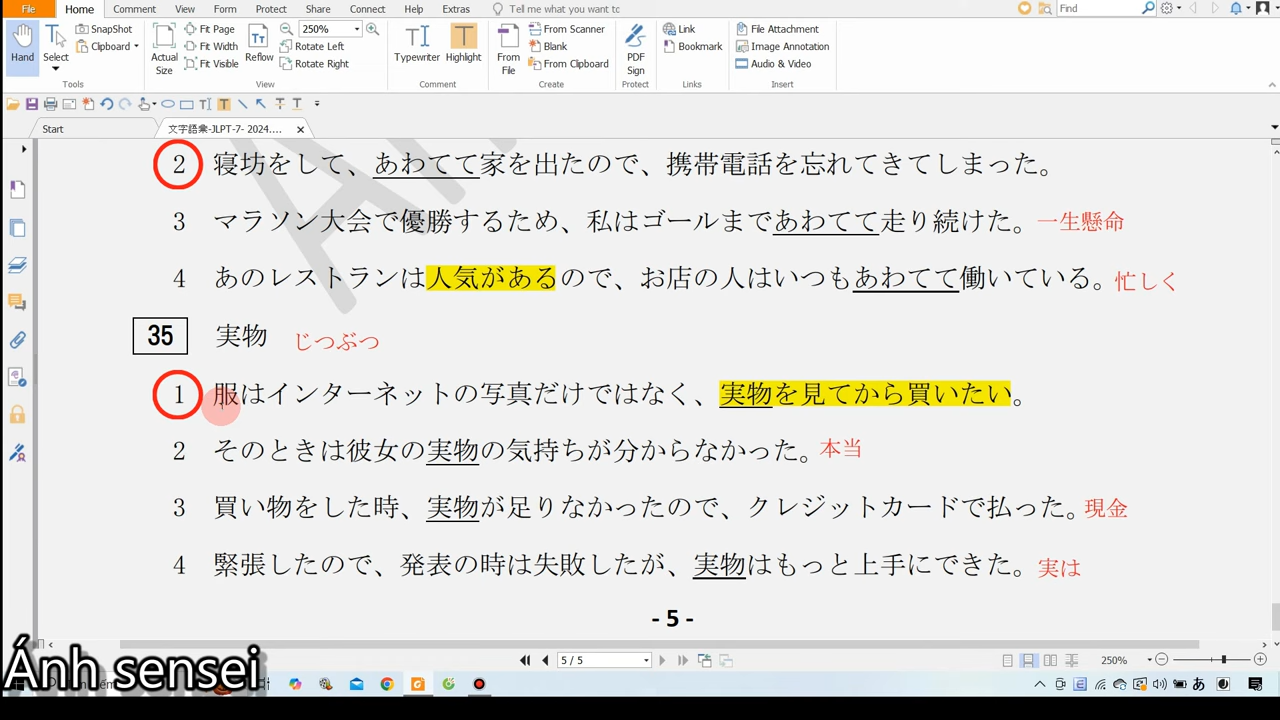 File Home Comment View Form Protect Share Connect Help Extras Tell me what you want to Find
Hand Select SnapShot Clipboard Actual Size Fit Page Fit Width Fit Visible Reflow 250% Rotate Left Rotate Right Typewriter Highlight From File From Scanner Blank From Clipboard PDF Sign Link Bookmark File Attachment Image Annotation Audio & Video
Tools View Comment Create Protect Links Insert
Start 文字語彙-JLPT-7- 2024....
2 寝坊をして、あわてて家を出たので、携帯電話を忘れてきてしまった。
3 マラソン大会で優勝するため、私はゴールまであわてて走り続けた。一生懸命
4 あのレストランは人気があるので、お店の人はいつもあわてて働いている。忙しく
35 実物 じつぶつ
1 服はインターネットの写真だけではなく、実物を見てから買いたい。
2 そのときは彼女の実物の気持ちが分からなかった。本当
3 買い物をした時、実物が足りなかったので、クレジットカードで払った。現金
4 緊張したので、発表の時は失敗したが、実物はもっと上手にできた。実は
- 5 -
5 / 5 250%
Ánh sensei